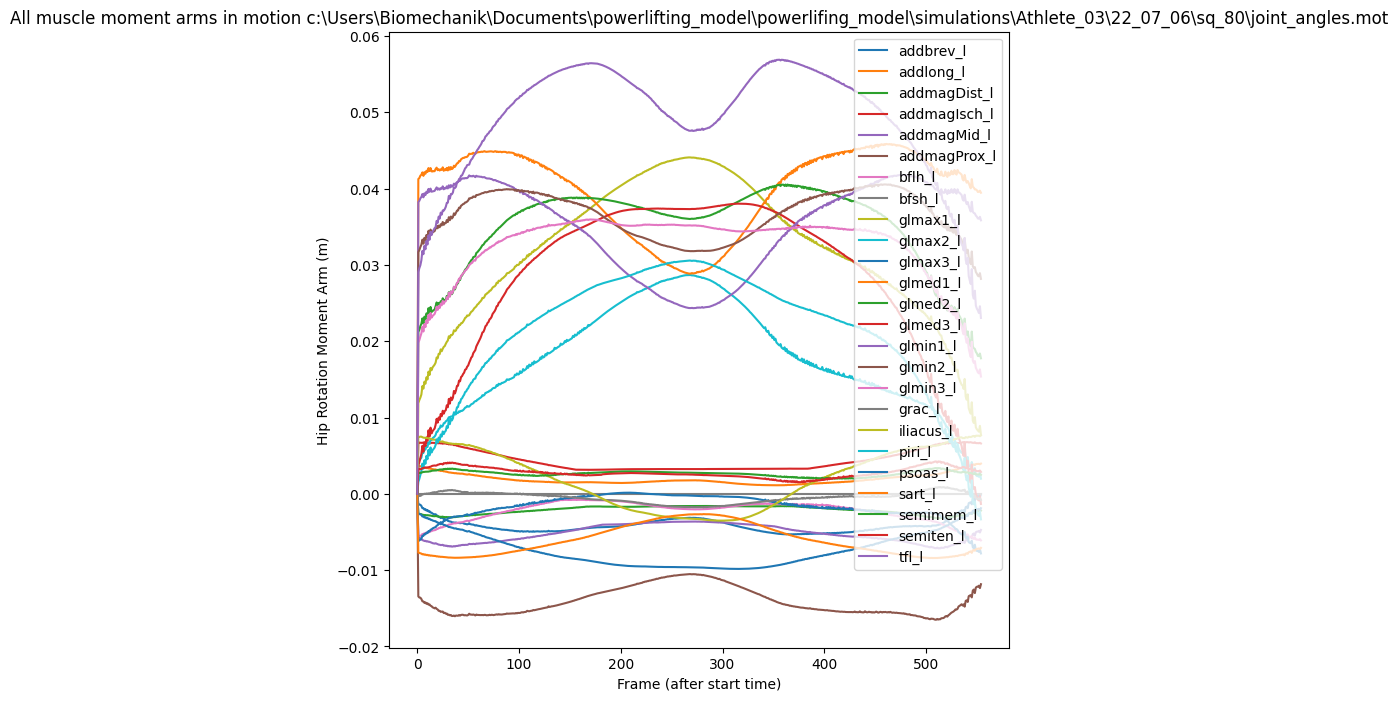 All muscle moment arms in motion c:\Users\Biomechanik\Documents\powerlifting_model\powerlifing_model\simulations\Athlete_03\22_07_06\sq_80\joint_angles.mot
0.06
0.05
0.04
0.03
0.02
0.01
0.00
−0.01
−0.02
Hip Rotation Moment Arm (m)
addbrev_l
addlong_l
addmagDist_l
addmagIsch_l
addmagMid_l
addmagProx_l
bflh_l
bfsh_l
glmax1_l
glmax2_l
glmax3_l
glmed1_l
glmed2_l
glmed3_l
glmin1_l
glmin2_l
glmin3_l
grac_l
iliacus_l
piri_l
psoas_l
sart_l
semimem_l
semiten_l
tfl_l
0 100 200 300 400 500
Frame (after start time)